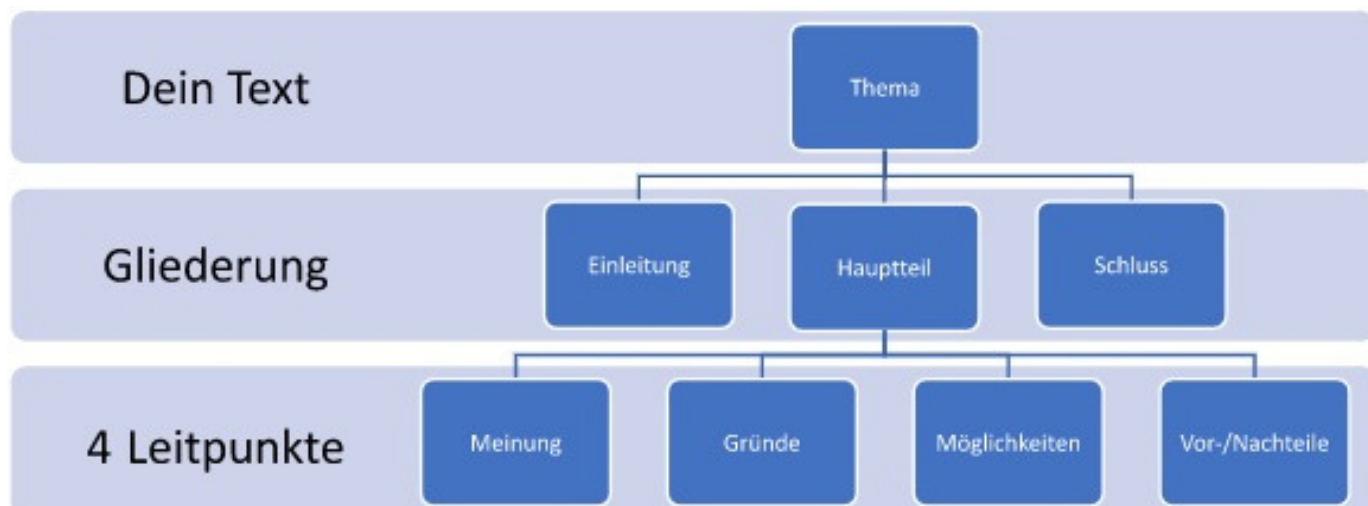 Dein Text
Thema
Gliederung
Einleitung
Hauptteil
Schluss
4 Leitpunkte
Meinung
Gründe
Möglichkeiten
Vor-/Nachteile